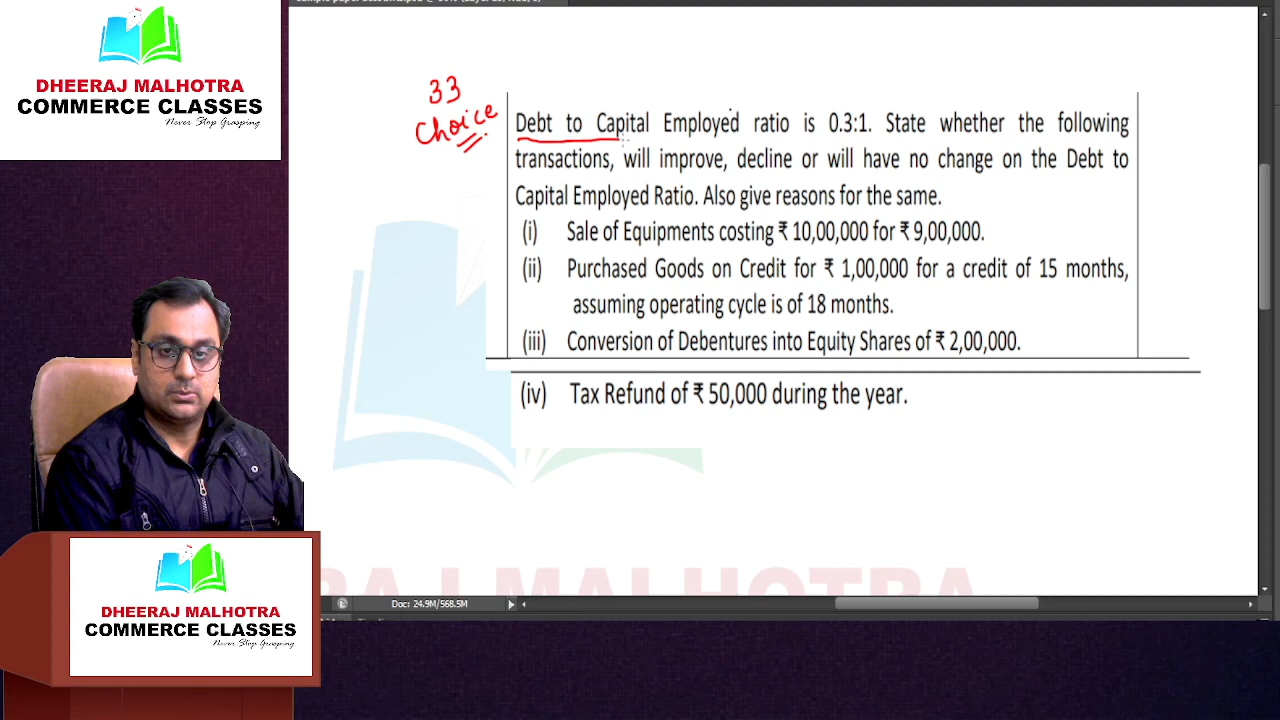 DHEERAJ MALHOTRA
COMMERCE CLASSES
Never Stop Grasping
33
Choice
Debt to Capital Employed ratio is 0.3:1. State whether the following
transactions, will improve, decline or will have no change on the Debt to
Capital Employed Ratio. Also give reasons for the same.
(i) Sale of Equipments costing ₹ 10,00,000 for ₹ 9,00,000.
(ii) Purchased Goods on Credit for ₹ 1,00,000 for a credit of 15 months,
assuming operating cycle is of 18 months.
(iii) Conversion of Debentures into Equity Shares of ₹ 2,00,000.
(iv) Tax Refund of ₹ 50,000 during the year.
RAJ MALHOTRA
Doc: 24.9M/568.5M
DHEERAJ MALHOTRA
COMMERCE CLASSES
Never Stop Grasping